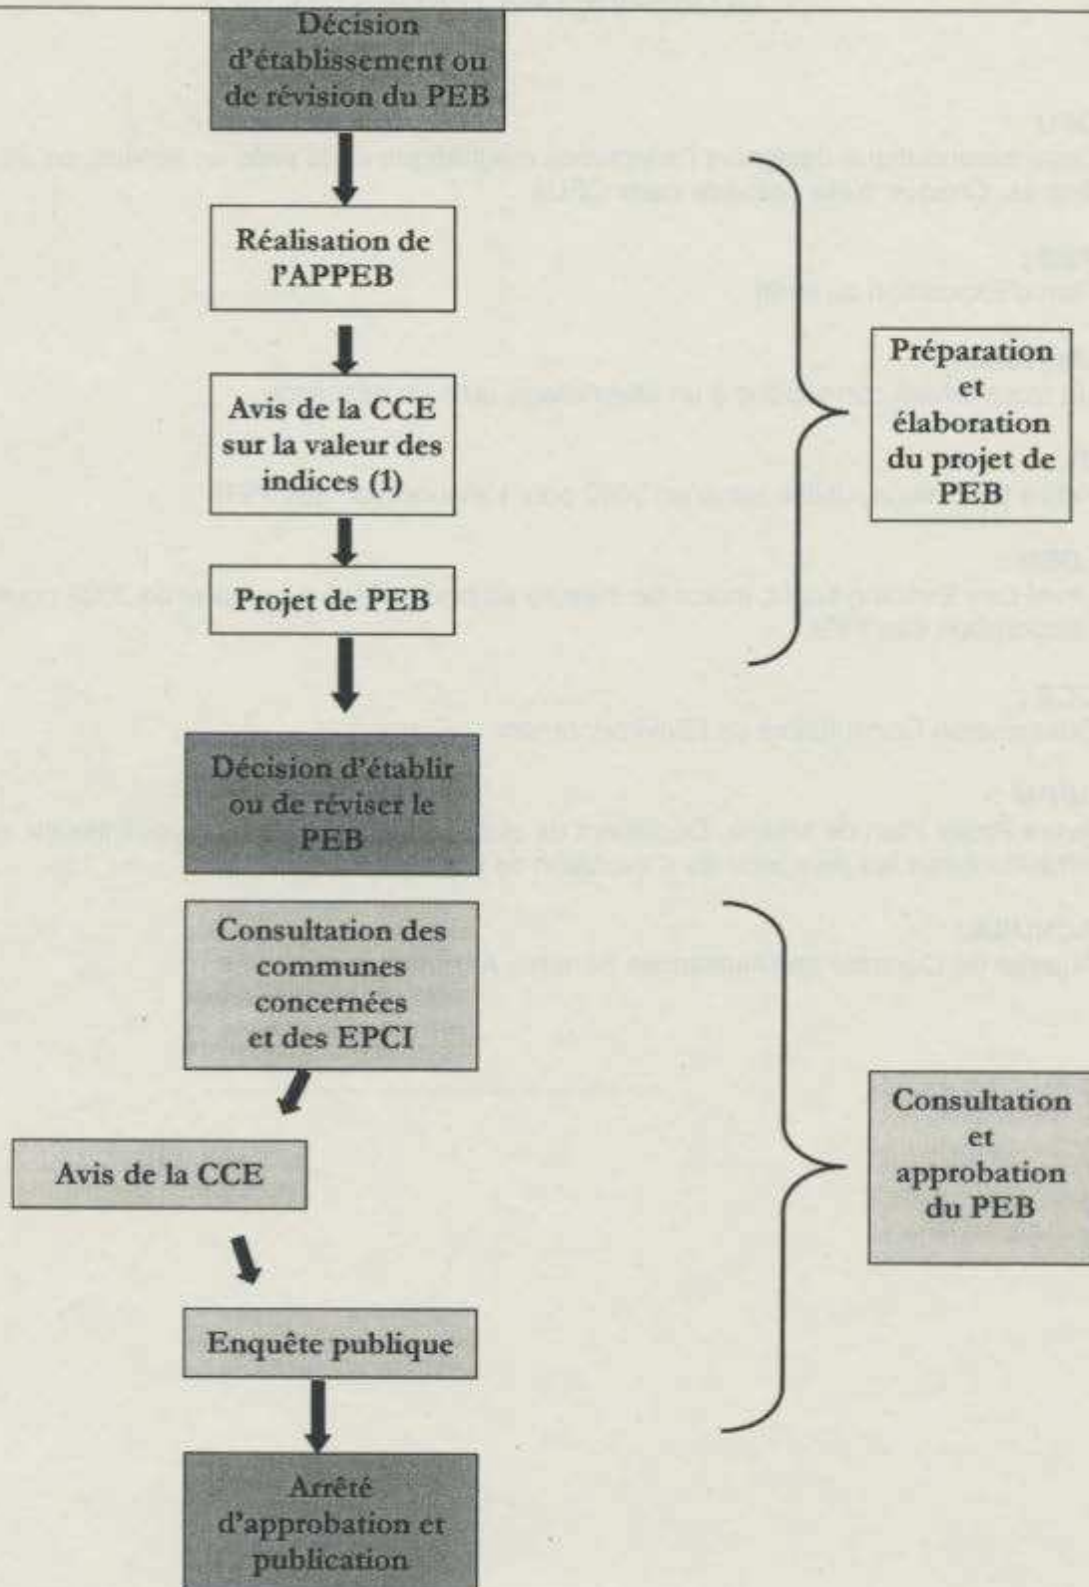 Décision
d'établissement ou
de révision du PEB
Réalisation de
l'APPEB
Avis de la CCE
sur la valeur des
indices (1)
Projet de PEB
Préparation
et
élaboration
du projet de
PEB
Décision d'établir
ou de réviser le
PEB
Consultation des
communes
concernées
et des EPCI
Avis de la CCE
Enquête publique
Arrêté
d'approbation et
publication
Consultation
et
approbation
du PEB